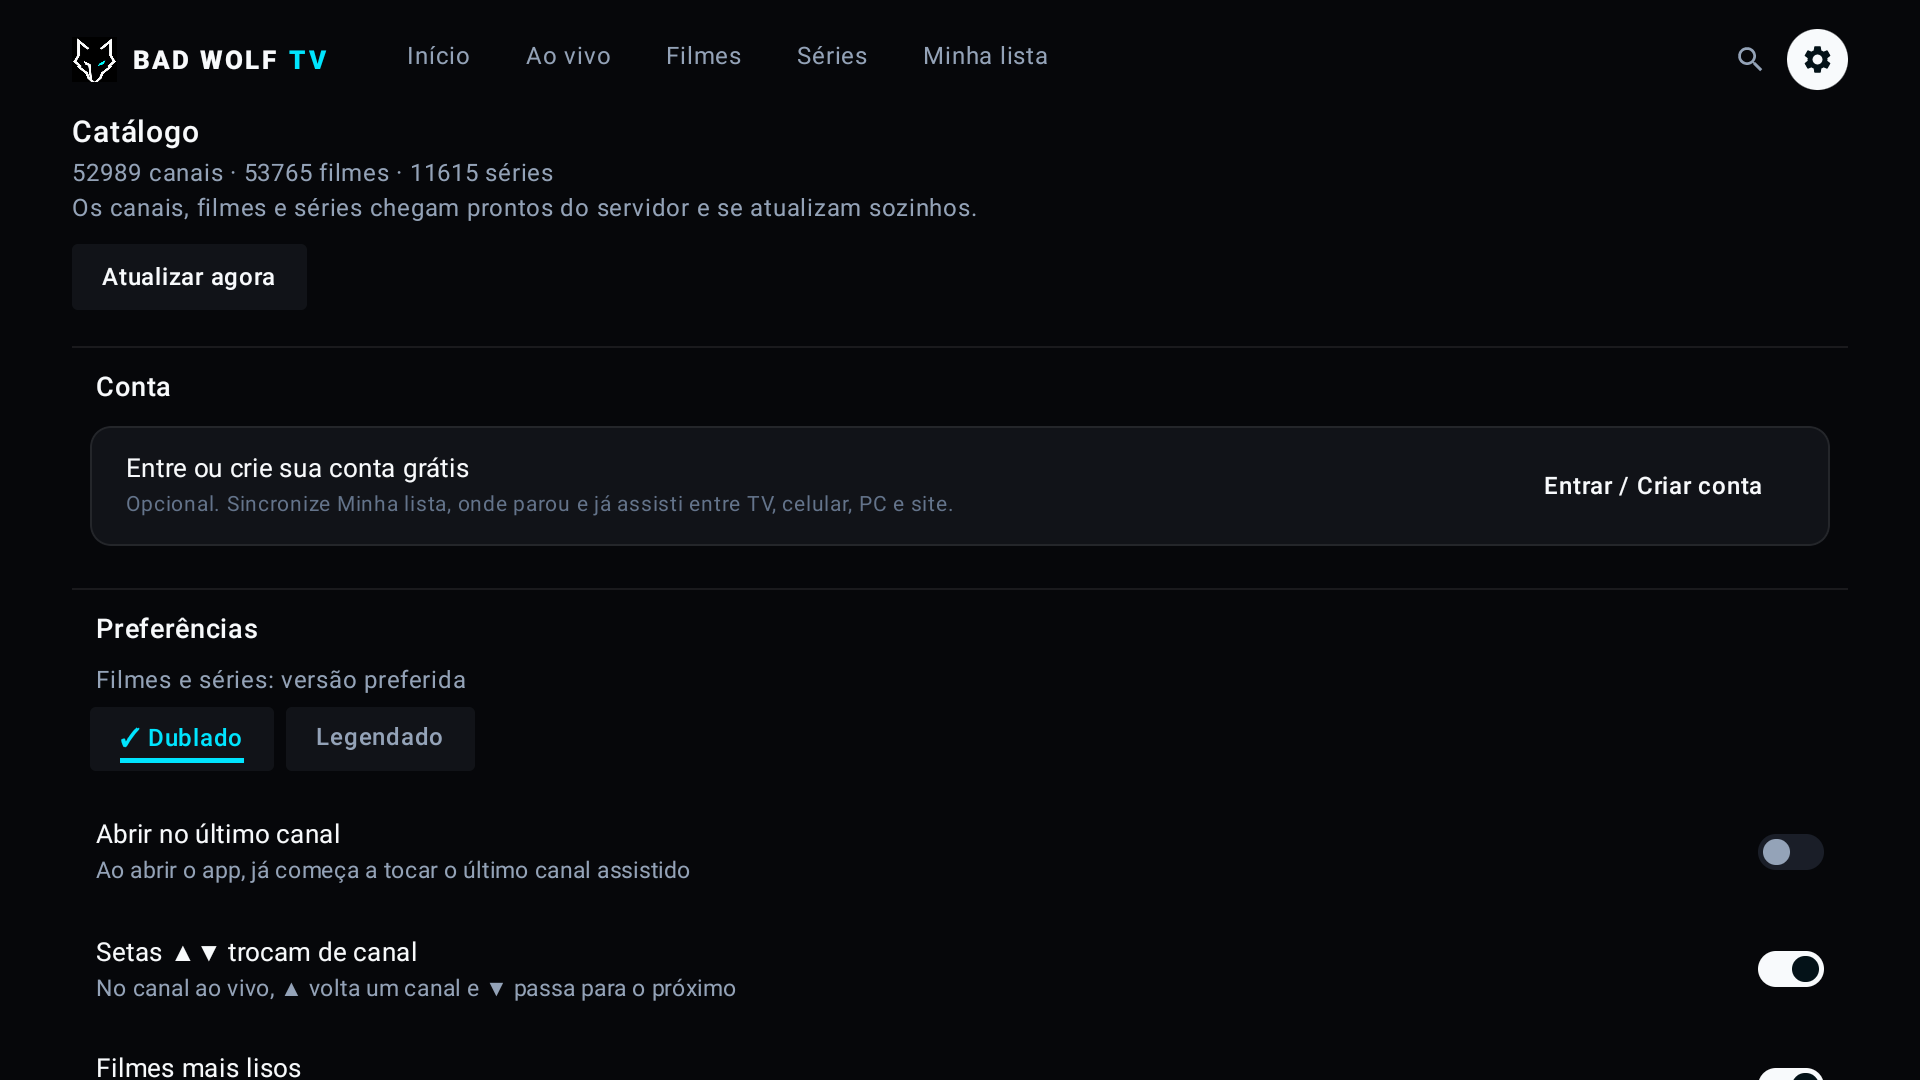 BAD WOLF TV
Início
Ao vivo
Filmes
Séries
Minha lista
Catálogo
52989 canais · 53765 filmes · 11615 séries
Os canais, filmes e séries chegam prontos do servidor e se atualizam sozinhos.
Atualizar agora
Conta
Entre ou crie sua conta grátis
Opcional. Sincronize Minha lista, onde parou e já assisti entre TV, celular, PC e site.
Entrar / Criar conta
Preferências
Filmes e séries: versão preferida
✓ Dublado
Legendado
Abrir no último canal
Ao abrir o app, já começa a tocar o último canal assistido
Setas ▲▼ trocam de canal
No canal ao vivo, ▲ volta um canal e ▼ passa para o próximo
Filmes mais lisos